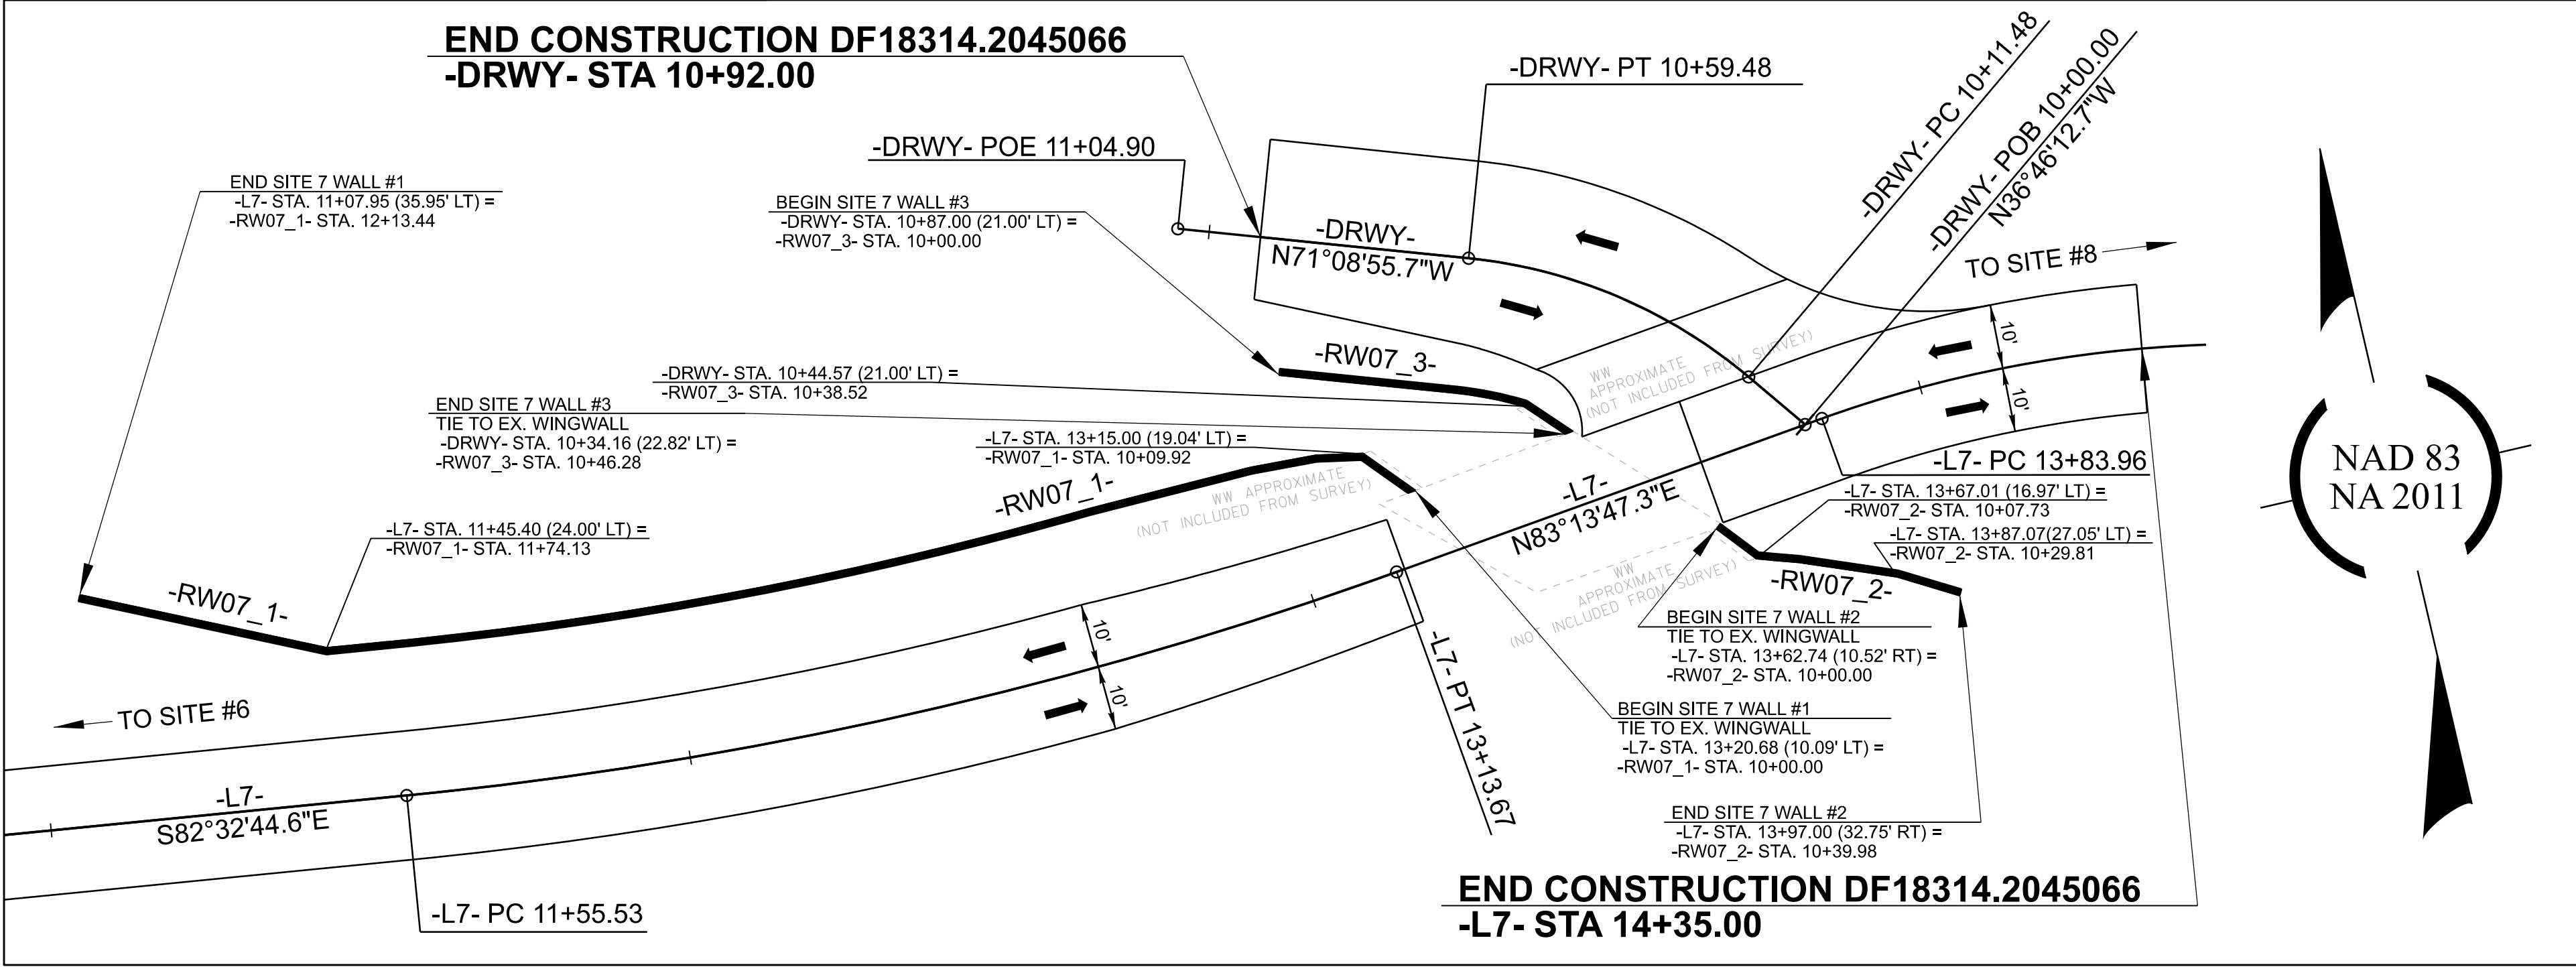 END CONSTRUCTION DF18314.2045066
-DRWY- STA 10+92.00
-DRWY- PT 10+59.48
-DRWY- PC 10+11.48
-DRWY- POB 10+00.00
N36°46'12.7"W
-DRWY- POE 11+04.90
END SITE 7 WALL #1
-L7- STA. 11+07.95 (35.95' LT) =
-RW07_1- STA. 12+13.44
BEGIN SITE 7 WALL #3
-DRWY- STA. 10+87.00 (21.00' LT) =
-RW07_3- STA. 10+00.00
-DRWY-
N71°08'55.7"W
TO SITE #8
NAD 83
NA 2011
10'
10'
-RW07_3-
WW
APPROXIMATE
(NOT INCLUDED FROM SURVEY)
-DRWY- STA. 10+44.57 (21.00' LT) =
-RW07_3- STA. 10+38.52
END SITE 7 WALL #3
TIE TO EX. WINGWALL
-DRWY- STA. 10+34.16 (22.82' LT) =
-RW07_3- STA. 10+46.28
-L7- STA. 13+15.00 (19.04' LT) =
-RW07_1- STA. 10+09.92
-RW07_1-
WW APPROXIMATE
(NOT INCLUDED FROM SURVEY)
-L7-
N83°13'47.3"E
-L7- PC 13+83.96
-L7- STA. 13+67.01 (16.97' LT) =
-RW07_2- STA. 10+07.73
-L7- STA. 13+87.07(27.05' LT) =
-RW07_2- STA. 10+29.81
-L7- STA. 11+45.40 (24.00' LT) =
-RW07_1- STA. 11+74.13
-RW07_1-
WW
APPROXIMATE
(NOT INCLUDED FROM SURVEY)
-RW07_2-
BEGIN SITE 7 WALL #2
TIE TO EX. WINGWALL
-L7- STA. 13+62.74 (10.52' RT) =
-RW07_2- STA. 10+00.00
10'
10'
-L7- PT 13+13.67
BEGIN SITE 7 WALL #1
TIE TO EX. WINGWALL
-L7- STA. 13+20.68 (10.09' LT) =
-RW07_1- STA. 10+00.00
TO SITE #6
-L7-
S82°32'44.6"E
END SITE 7 WALL #2
-L7- STA. 13+97.00 (32.75' RT) =
-RW07_2- STA. 10+39.98
-L7- PC 11+55.53
END CONSTRUCTION DF18314.2045066
-L7- STA 14+35.00